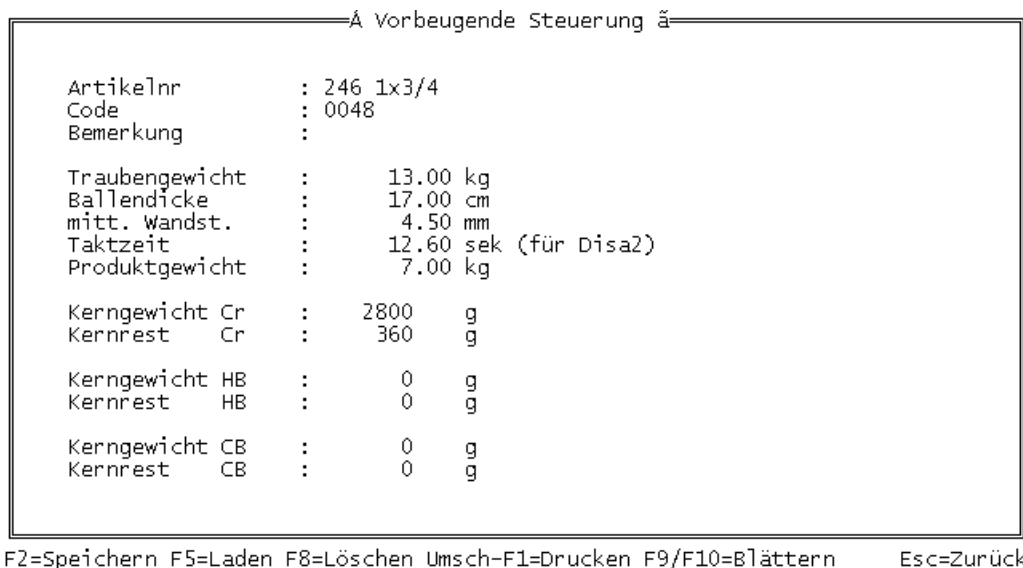 Á Vorbeugende Steuerung ã
Artikelnr : 246 1x3/4
Code : 0048
Bemerkung :
Traubengewicht : 13.00 kg
Ballendicke : 17.00 cm
mitt. Wandst. : 4.50 mm
Taktzeit : 12.60 sek (für Disa2)
Produktgewicht : 7.00 kg
Kerngewicht Cr : 2800 g
Kernrest Cr : 360 g
Kerngewicht HB : 0 g
Kernrest HB : 0 g
Kerngewicht CB : 0 g
Kernrest CB : 0 g
F2=Speichern F5=Laden F8=Löschen Umsch-F1=Drucken F9/F10=Blättern Esc=Zurück